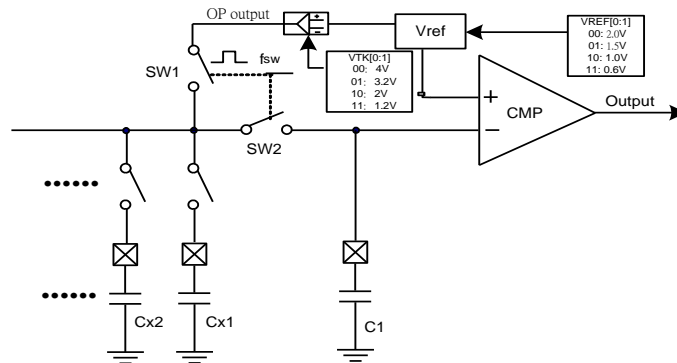 OP output
fsw
SW1
SW2
Vref
VTK[0:1]
00: 4V
01: 3.2V
10: 2V
11: 1.2V
VREF[0:1]
00: 2.0V
01: 1.5V
10: 1.0V
11: 0.6V
+
−
CMP
Output
Cx2
Cx1
C1